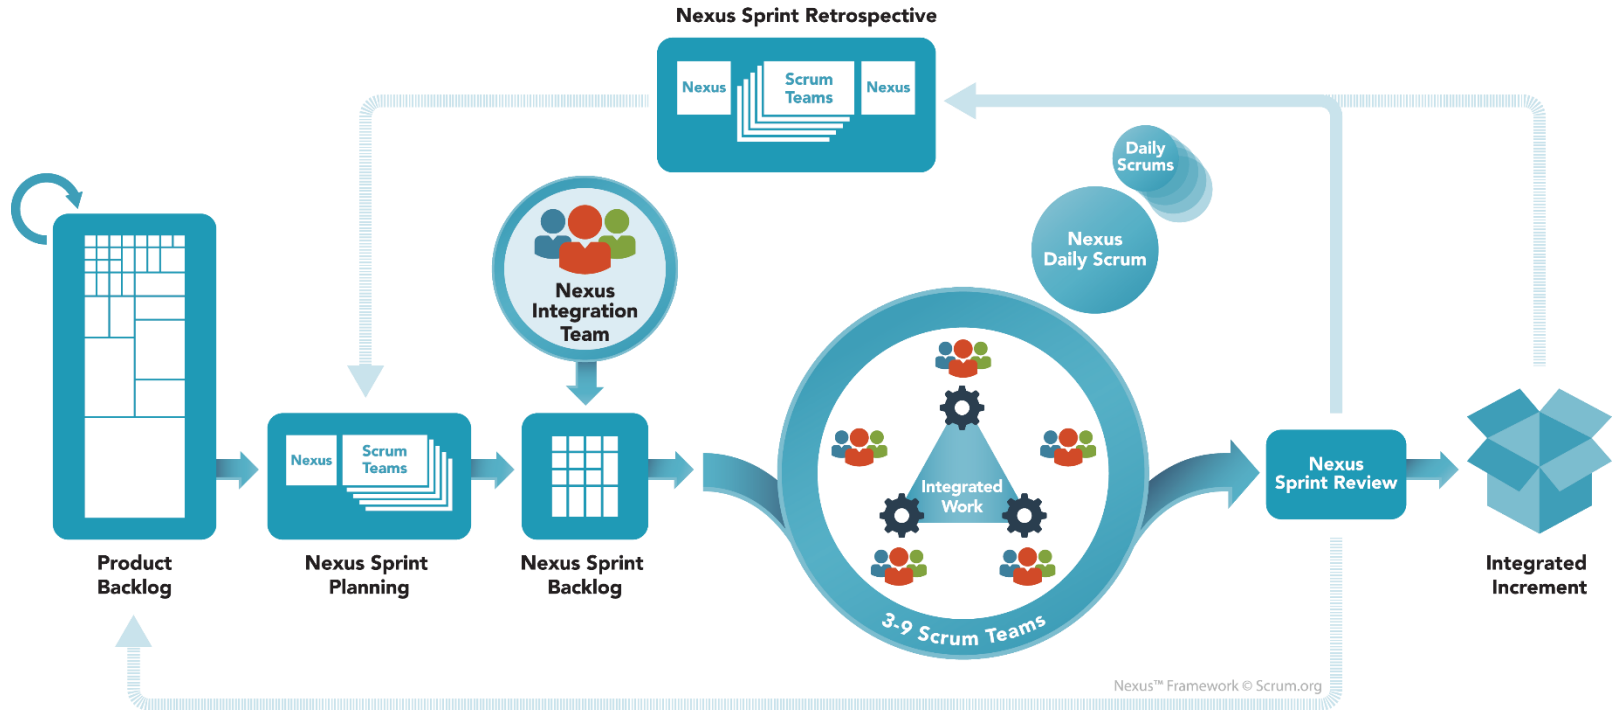 Nexus Sprint Retrospective
Nexus
Scrum
Teams
Nexus
Daily
Scrums
Nexus
Daily Scrum
Nexus
Integration
Team
Nexus
Scrum
Teams
Integrated
Work
3-9 Scrum Teams
Nexus
Sprint Review
Product
Backlog
Nexus Sprint
Planning
Nexus Sprint
Backlog
Integrated
Increment
Nexus™ Framework © Scrum.org